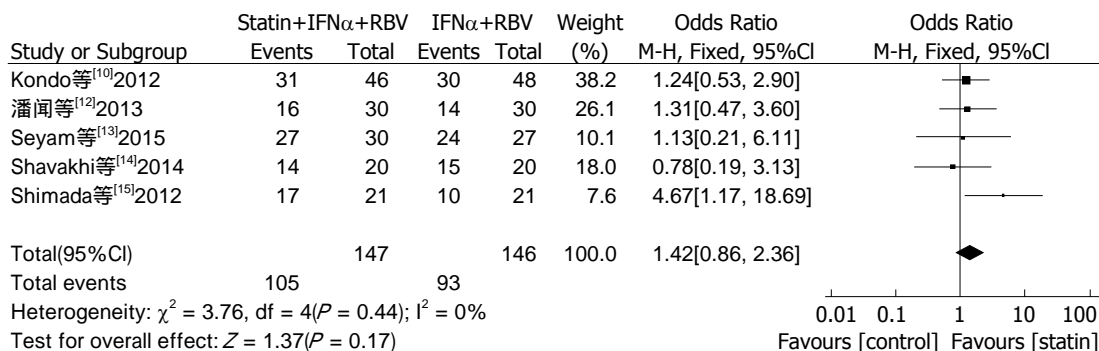 Statin+IFNα+RBV IFNα+RBV Weight Odds Ratio Odds Ratio
Study or Subgroup Events Total Events Total (%) M-H, Fixed, 95%CI M-H, Fixed, 95%CI
Kondo等[10]2012 31 46 30 48 38.2 1.24[0.53, 2.90]
潘闻等[12]2013 16 30 14 30 26.1 1.31[0.47, 3.60]
Seyam等[13]2015 27 30 24 27 10.1 1.13[0.21, 6.11]
Shavakhi等[14]2014 14 20 15 20 18.0 0.78[0.19, 3.13]
Shimada等[15]2012 17 21 10 21 7.6 4.67[1.17, 18.69]
Total(95%CI) 147 146 100.0 1.42[0.86, 2.36]
Total events 105 93
Heterogeneity: χ² = 3.76, df = 4(P = 0.44); I² = 0%
Test for overall effect: Z = 1.37(P = 0.17)
0.01 0.1 1 10 100
Favours [control] Favours [statin]